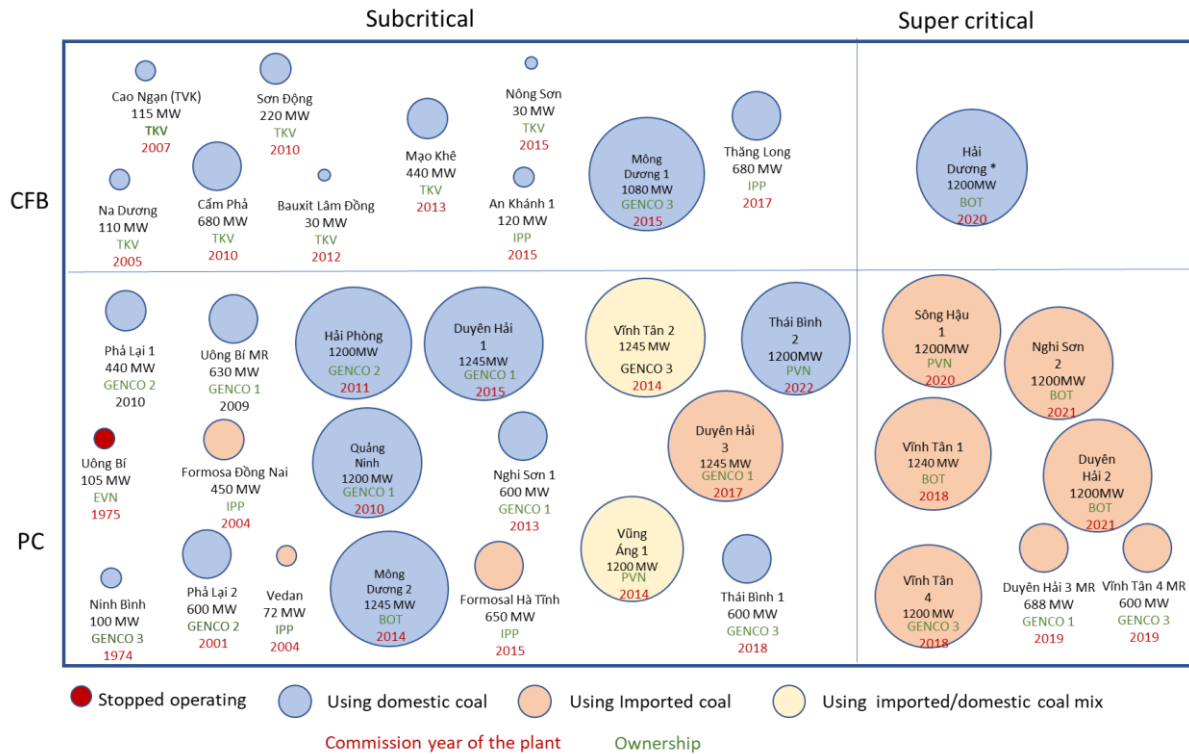 Subcritical
Super critical
CFB
Cao Ngạn (TVK)
115 MW
TKV
2007
Sơn Động
220 MW
TKV
2010
Nông Sơn
30 MW
TKV
2015
Mạo Khê
440 MW
TKV
2013
Mông
Dương 1
1080 MW
GENCO 3
2015
Thăng Long
680 MW
IPP
2017
Hải
Dương *
1200MW
BOT
2020
Na Dương
110 MW
TKV
2005
Cẩm Phả
680 MW
TKV
2010
Bauxit Lâm Đồng
30 MW
TKV
2012
An Khánh 1
120 MW
IPP
2015
PC
Phả Lại 1
440 MW
GENCO 2
2010
Uông Bí MR
630 MW
GENCO 1
2009
Hải Phòng
1200MW
GENCO 2
2011
Duyên Hải
1
1245MW
GENCO 1
2015
Vĩnh Tân 2
1245 MW
GENCO 3
2014
Thái Bình
2
1200MW
PVN
2022
Sông Hậu
1
1200MW
PVN
2020
Nghi Sơn
2
1200MW
BOT
2021
Uông Bí
105 MW
EVN
1975
Formosa Đồng Nai
450 MW
IPP
2004
Quảng
Ninh
1200 MW
GENCO 1
2010
Nghi Sơn 1
600 MW
GENCO 1
2013
Duyên Hải
3
1245 MW
GENCO 1
2017
Vĩnh Tân 1
1240 MW
BOT
2018
Duyên
Hải 2
1200MW
BOT
2021
Ninh Bình
100 MW
GENCO 3
1974
Phả Lại 2
600 MW
GENCO 2
2001
Vedan
72 MW
IPP
2004
Mông
Dương 2
1245 MW
BOT
2014
Formosal Hà Tĩnh
650 MW
IPP
2015
Vũng
Áng 1
1200 MW
PVN
2014
Thái Bình 1
600 MW
GENCO 3
2018
Vĩnh Tân
4
1200 MW
GENCO 3
2018
Duyên Hải 3 MR
688 MW
GENCO 1
2019
Vĩnh Tân 4 MR
600 MW
GENCO 3
2019
Stopped operating
Using domestic coal
Using Imported coal
Using imported/domestic coal mix
Commission year of the plant
Ownership